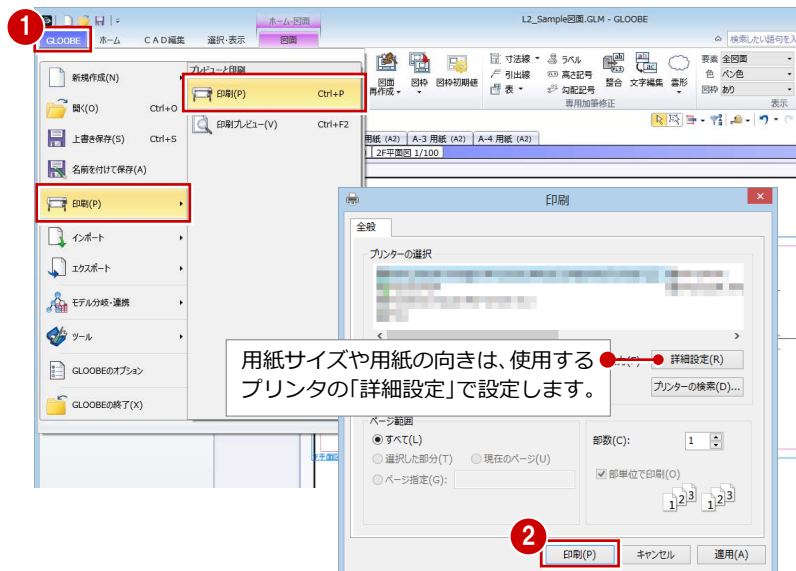 1
ホーム-図面
L2_Sample図面.GLM - GLOOBE
GLOOBE
ホーム
CAD編集
選択・表示
図面
検索したい語句を入
新規作成(N)
開く(O) Ctrl+O
上書き保存(S) Ctrl+S
名前を付けて保存(A)
印刷(P)
インポート
エクスポート
モデル分岐・連携
ツール
GLOOBEのオプション
GLOOBEの終了(X)
プレビューと印刷
印刷(P) Ctrl+P
印刷プレビュー(V) Ctrl+F2
図面
再作成
図枠
図枠初期値
寸法線
引出線
表
ラベル
高さ記号
勾配記号
整合
文字編集
雲形
専用加筆修正
要素 全図面
色 ペン色
図枠 あり
表示
用紙 (A2)
A-3 用紙 (A2)
A-4 用紙 (A2)
2F平面図 1/100
印刷
全般
プリンターの選択
詳細設定(R)
プリンターの検索(D)...
用紙サイズや用紙の向きは、使用する
プリンタの「詳細設定」で設定します。
ページ範囲
すべて(L)
選択した部分(T)
現在のページ(U)
ページ指定(G):
部数(C): 1
部単位で印刷(O)
1 2 3
1 2 3
2
印刷(P)
キャンセル
適用(A)